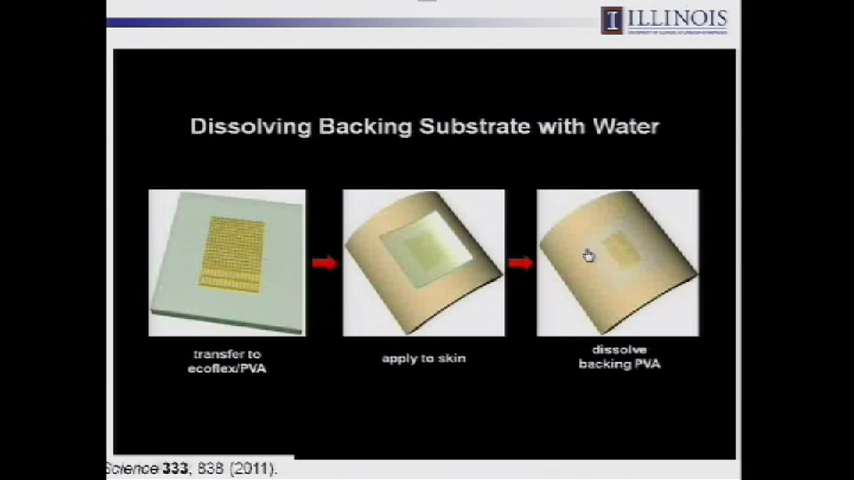 ILLINOIS
Dissolving Backing Substrate with Water
transfer to
ecoflex/PVA
apply to skin
dissolve
backing PVA
Science 333, 838 (2011).